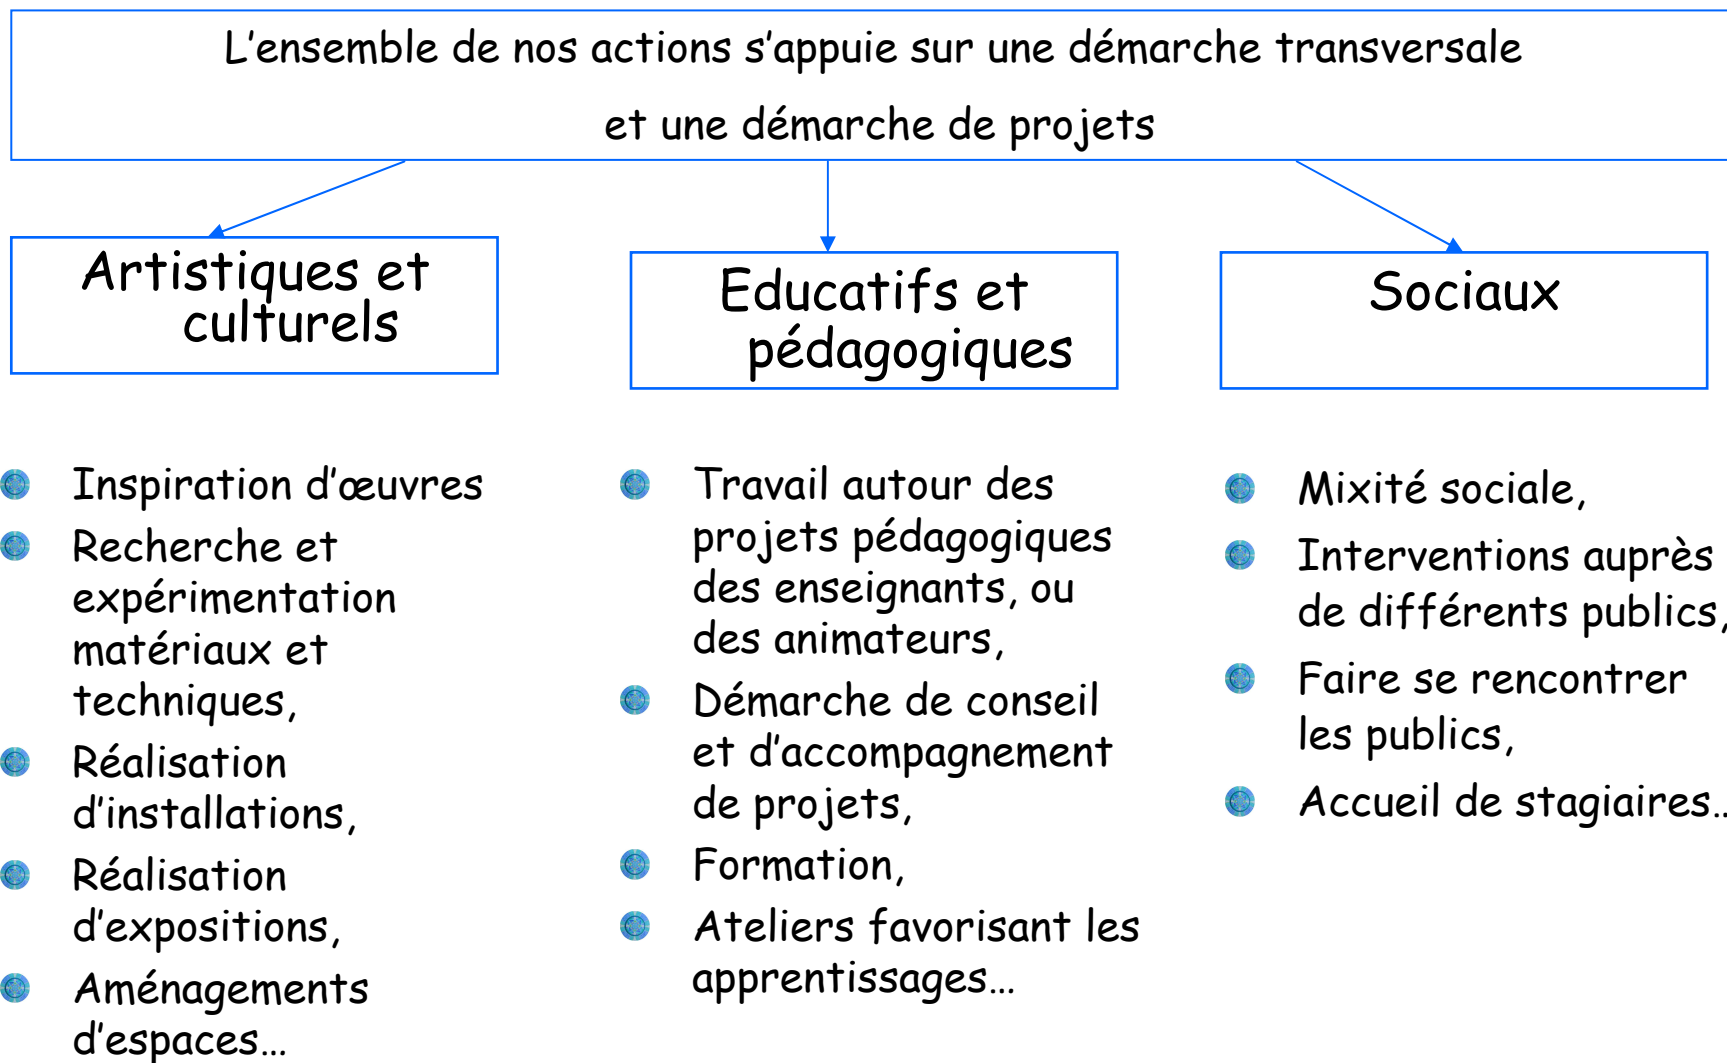 L'ensemble de nos actions s'appuie sur une démarche transversale
et une démarche de projets
Artistiques et
culturels
Inspiration d'œuvres
Recherche et
expérimentation
matériaux et
techniques,
Réalisation
d'installations,
Réalisation
d'expositions,
Aménagements
d'espaces…
Educatifs et
pédagogiques
Travail autour des
projets pédagogiques
des enseignants, ou
des animateurs,
Démarche de conseil
et d'accompagnement
de projets,
Formation,
Ateliers favorisant les
apprentissages…
Sociaux
Mixité sociale,
Interventions auprès
de différents publics,
Faire se rencontrer
les publics,
Accueil de stagiaires…